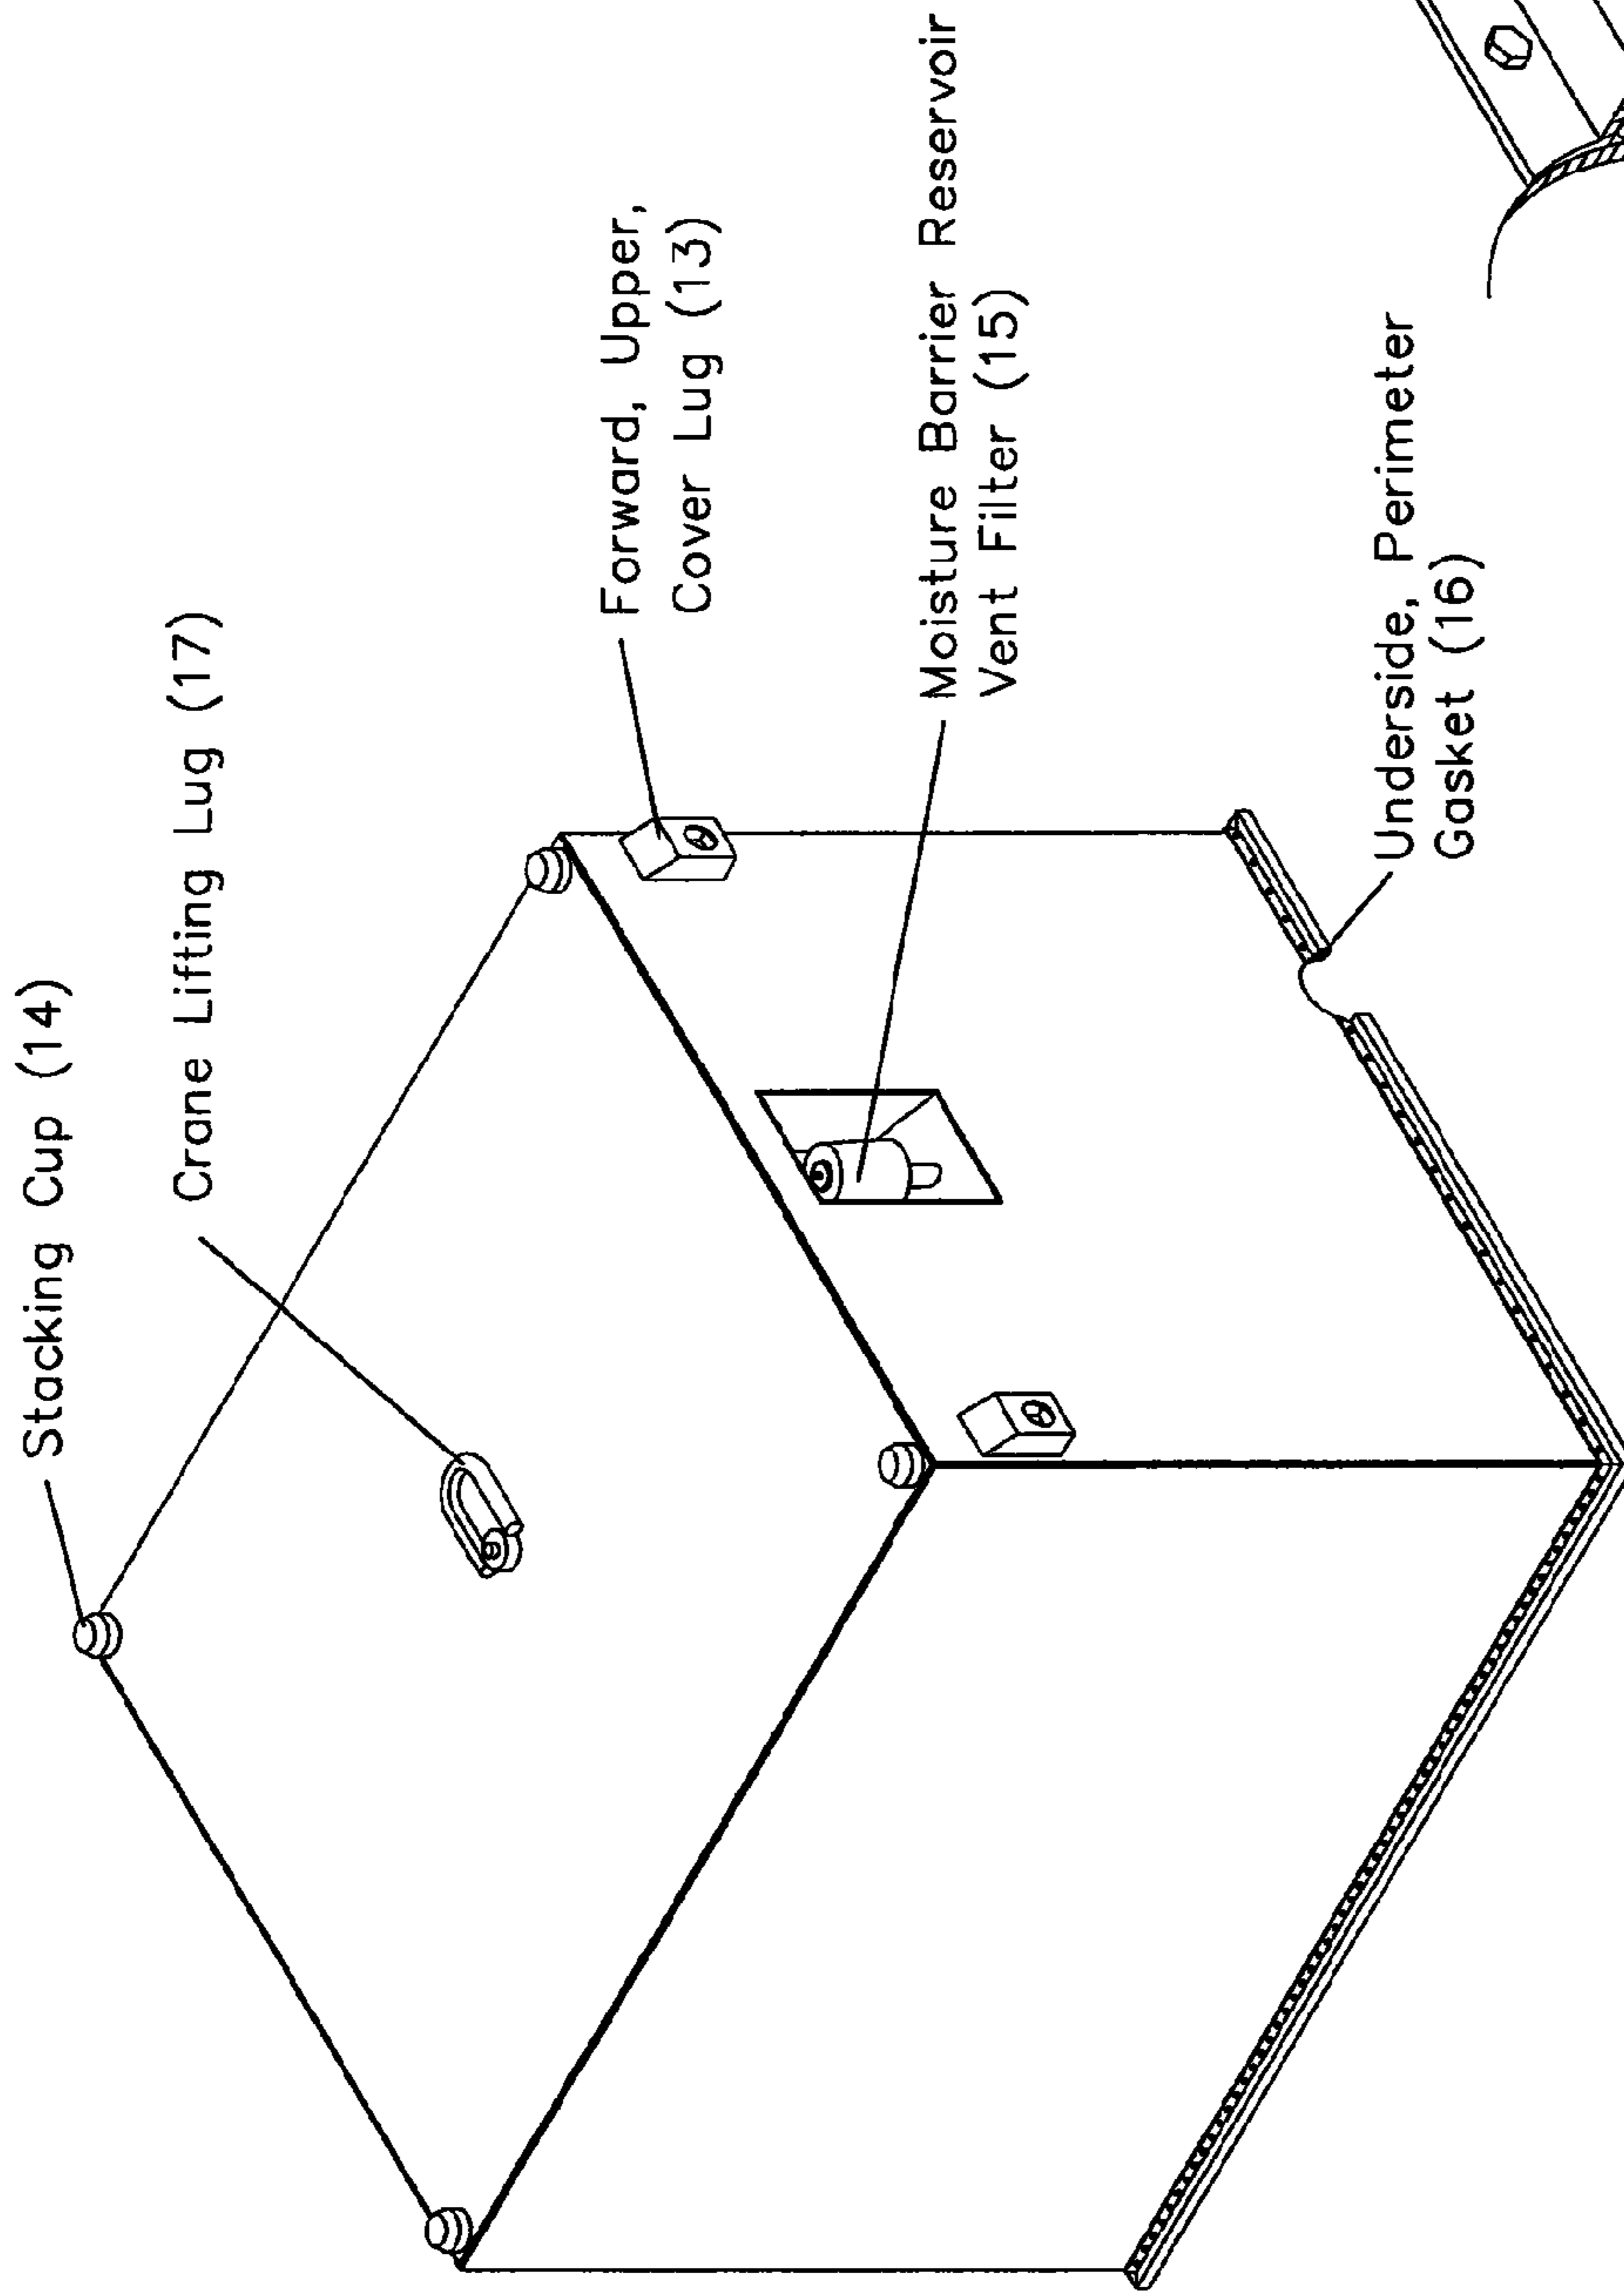 Stacking Cup (14)
Crane Lifting Lug (17)
Forward, Upper,
Cover Lug (13)
Moisture Barrier Reservoir
Vent Filter (15)
Underside, Perimeter
Gasket (16)